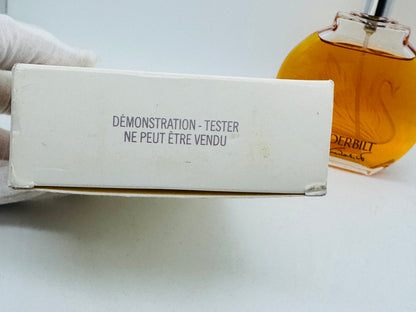 DÉMONSTRATION - TESTER
NE PEUT ÊTRE VENDU
DERBILT